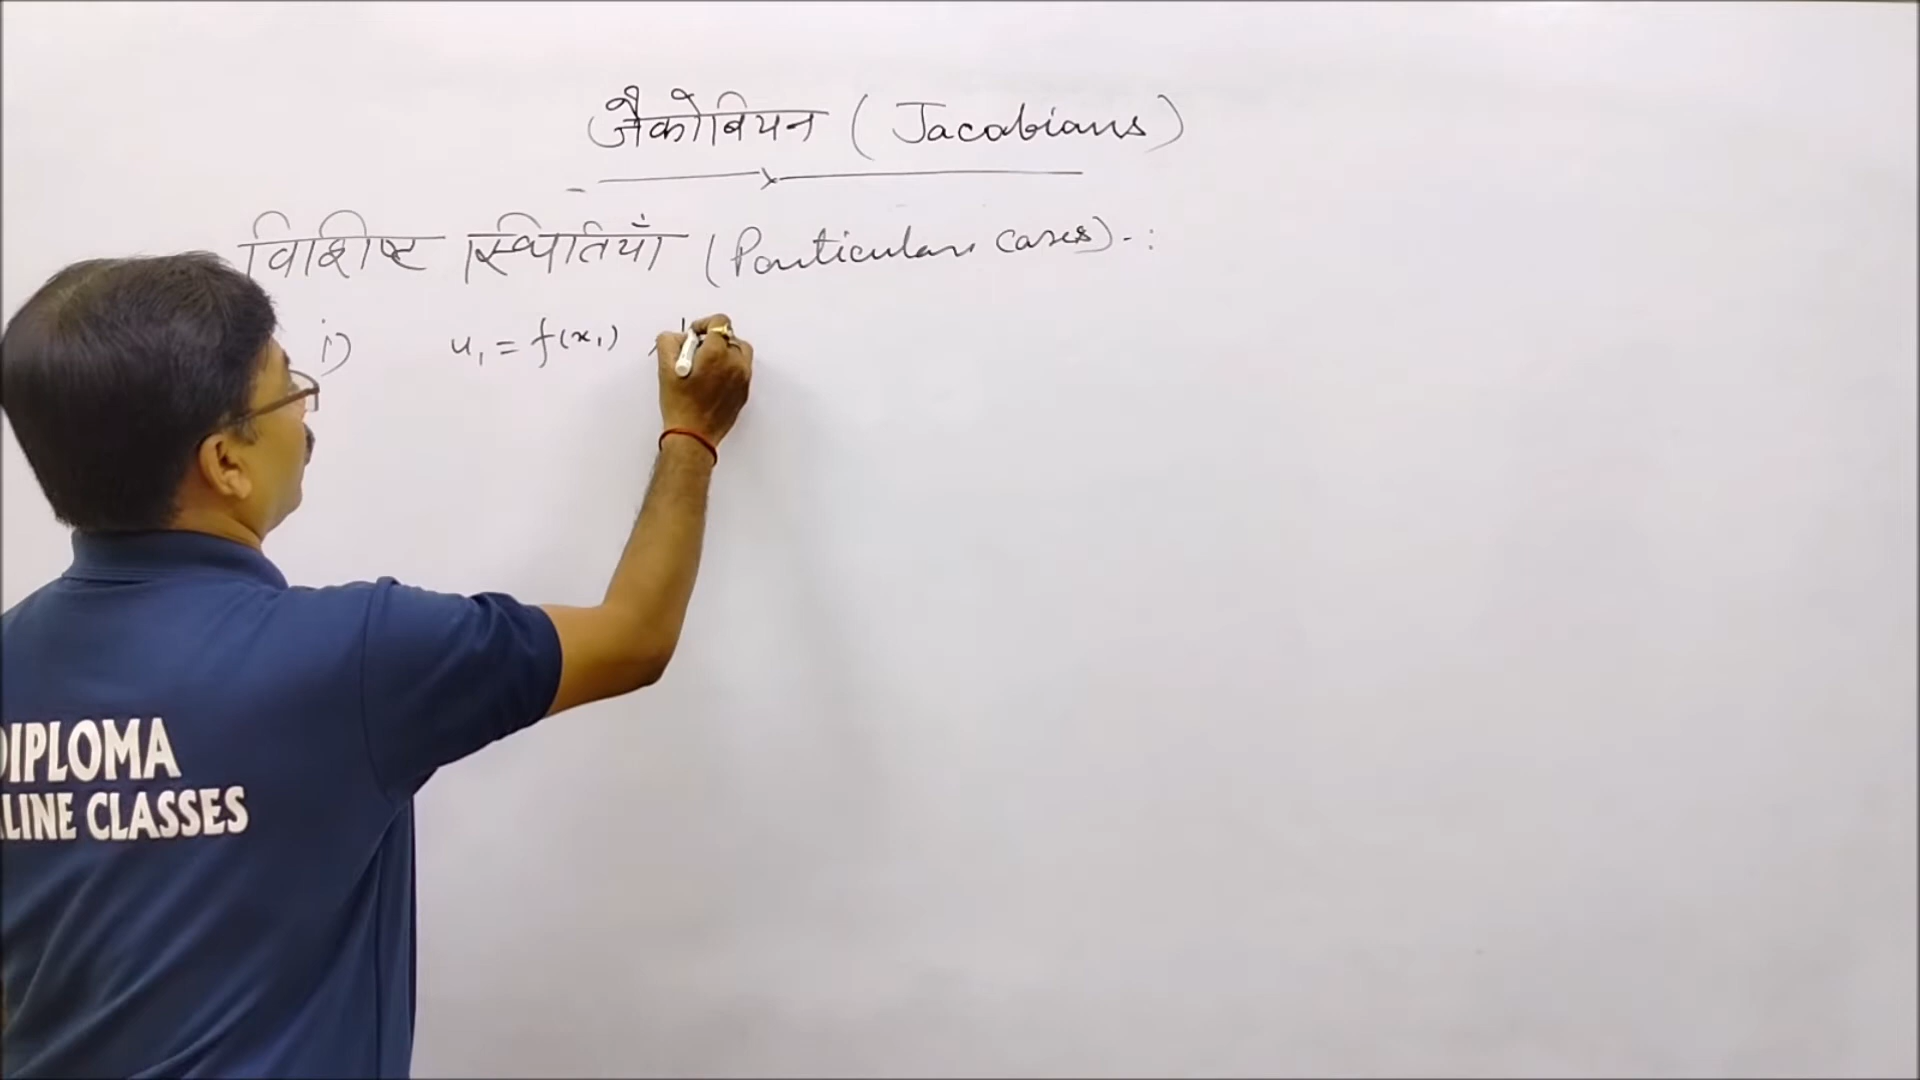 जैकोबियन (Jacobians)
विशिष्ट स्थितियाँ (Particular cases) - :
i) u₁ = f(x₁)
DIPLOMA
LINE CLASSES